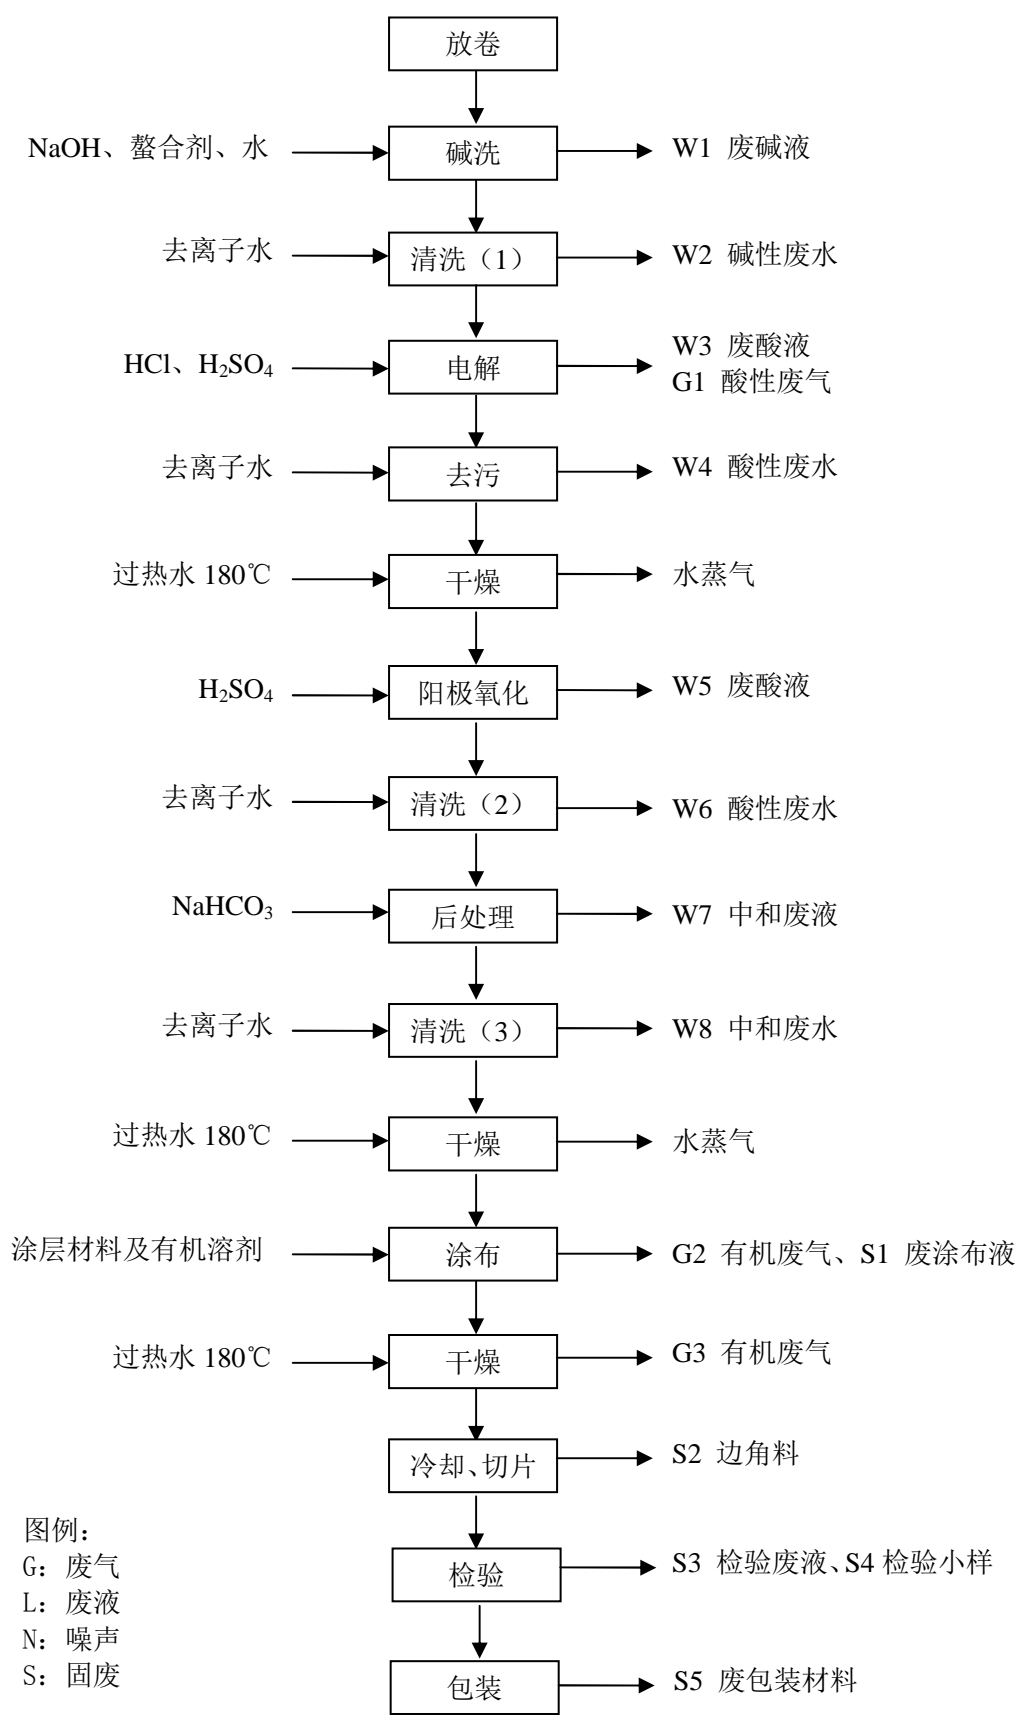 放卷
NaOH、螯合剂、水
碱洗
W1 废碱液
去离子水
清洗（1）
W2 碱性废水
HCl、H₂SO₄
电解
W3 废酸液
G1 酸性废气
去离子水
去污
W4 酸性废水
过热水 180℃
干燥
水蒸气
H₂SO₄
阳极氧化
W5 废酸液
去离子水
清洗（2）
W6 酸性废水
NaHCO₃
后处理
W7 中和废液
去离子水
清洗（3）
W8 中和废水
过热水 180℃
干燥
水蒸气
涂层材料及有机溶剂
涂布
G2 有机废气、S1 废涂布液
过热水 180℃
干燥
G3 有机废气
冷却、切片
S2 边角料
检验
S3 检验废液、S4 检验小样
包装
S5 废包装材料
图例：
G：废气
L：废液
N：噪声
S：固废